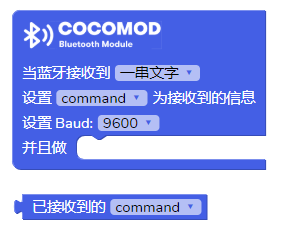 COCOMOD
Bluetooth Module
当蓝牙接收到 一串文字
设置 command 为接收到的信息
设置 Baud: 9600
并且做
已接收到的 command